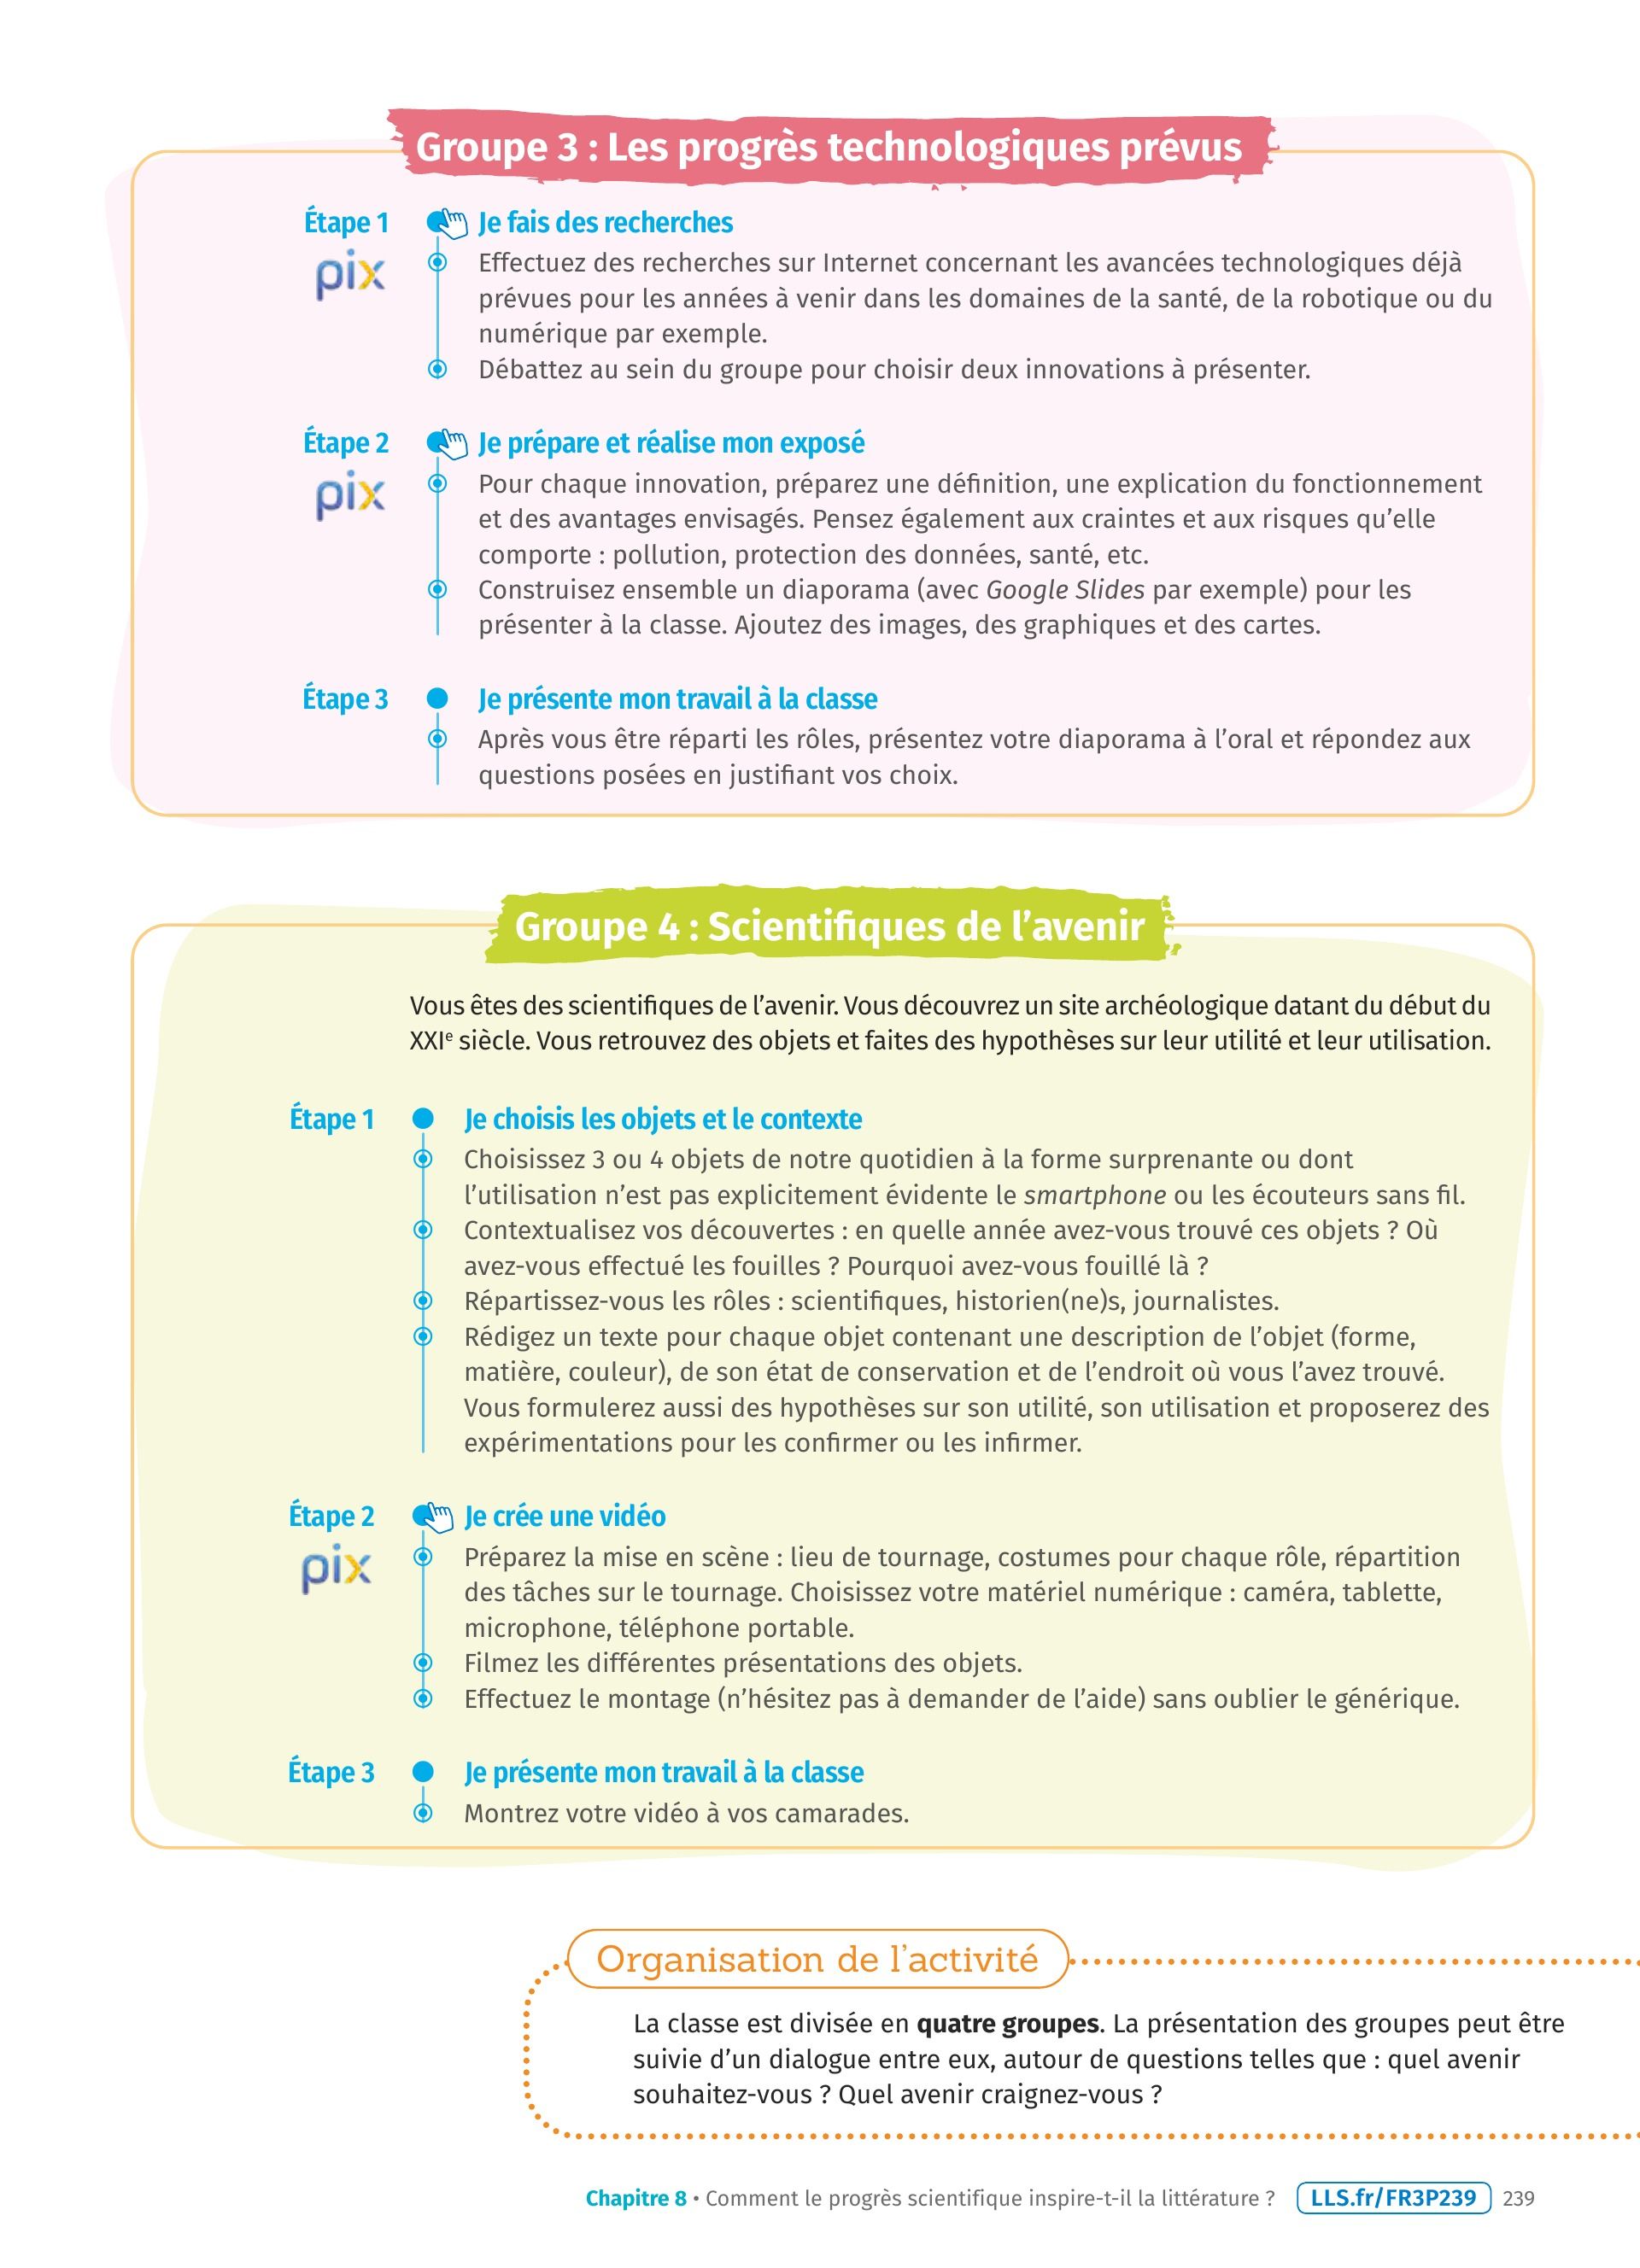 Groupe 3 : Les progrès technologiques prévus
Étape 1
Je fais des recherches
pix
Effectuez des recherches sur Internet concernant les avancées technologiques déjà
prévues pour les années à venir dans les domaines de la santé, de la robotique ou du
numérique par exemple.
Débattez au sein du groupe pour choisir deux innovations à présenter.
Étape 2
Je prépare et réalise mon exposé
pix
Pour chaque innovation, préparez une définition, une explication du fonctionnement
et des avantages envisagés. Pensez également aux craintes et aux risques qu’elle
comporte : pollution, protection des données, santé, etc.
Construisez ensemble un diaporama (avec Google Slides par exemple) pour les
présenter à la classe. Ajoutez des images, des graphiques et des cartes.
Étape 3
Je présente mon travail à la classe
Après vous être réparti les rôles, présentez votre diaporama à l’oral et répondez aux
questions posées en justifiant vos choix.
Groupe 4 : Scientifiques de l’avenir
Vous êtes des scientifiques de l’avenir. Vous découvrez un site archéologique datant du début du
XXIe siècle. Vous retrouvez des objets et faites des hypothèses sur leur utilité et leur utilisation.
Étape 1
Je choisis les objets et le contexte
Choisissez 3 ou 4 objets de notre quotidien à la forme surprenante ou dont
l’utilisation n’est pas explicitement évidente le smartphone ou les écouteurs sans fil.
Contextualisez vos découvertes : en quelle année avez-vous trouvé ces objets ? Où
avez-vous effectué les fouilles ? Pourquoi avez-vous fouillé là ?
Répartissez-vous les rôles : scientifiques, historien(ne)s, journalistes.
Rédigez un texte pour chaque objet contenant une description de l’objet (forme,
matière, couleur), de son état de conservation et de l’endroit où vous l’avez trouvé.
Vous formulerez aussi des hypothèses sur son utilité, son utilisation et proposerez des
expérimentations pour les confirmer ou les infirmer.
Étape 2
Je crée une vidéo
pix
Préparez la mise en scène : lieu de tournage, costumes pour chaque rôle, répartition
des tâches sur le tournage. Choisissez votre matériel numérique : caméra, tablette,
microphone, téléphone portable.
Filmez les différentes présentations des objets.
Effectuez le montage (n’hésitez pas à demander de l’aide) sans oublier le générique.
Étape 3
Je présente mon travail à la classe
Montrez votre vidéo à vos camarades.
Organisation de l’activité
La classe est divisée en quatre groupes. La présentation des groupes peut être
suivie d’un dialogue entre eux, autour de questions telles que : quel avenir
souhaitez-vous ? Quel avenir craignez-vous ?
Chapitre 8 • Comment le progrès scientifique inspire-t-il la littérature ? LLS.fr/FR3P239 239